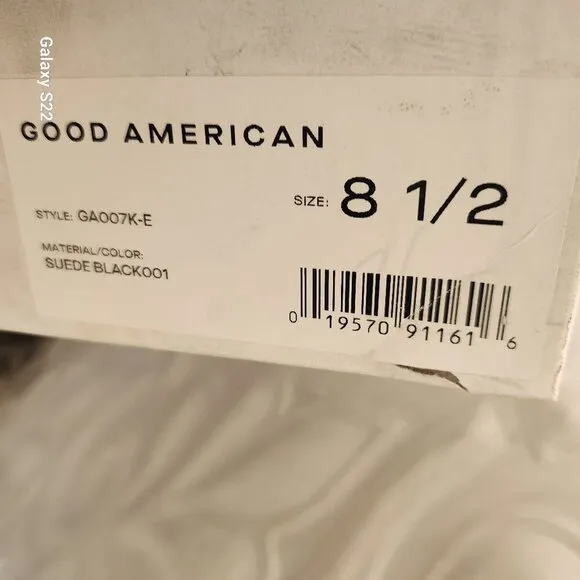 Galaxy S22
GOOD AMERICAN
SIZE: 8 1/2
STYLE: GA007K-E
MATERIAL/COLOR:
SUEDE BLACK001
0 19570 91161 6